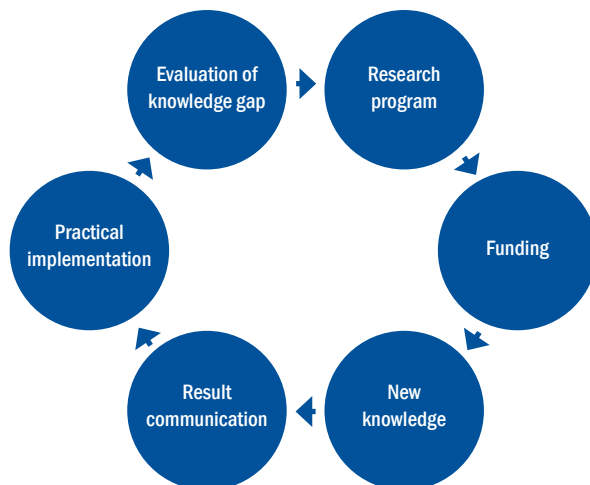 Evaluation of
knowledge gap
Research
program
Funding
New
knowledge
Result
communication
Practical
implementation